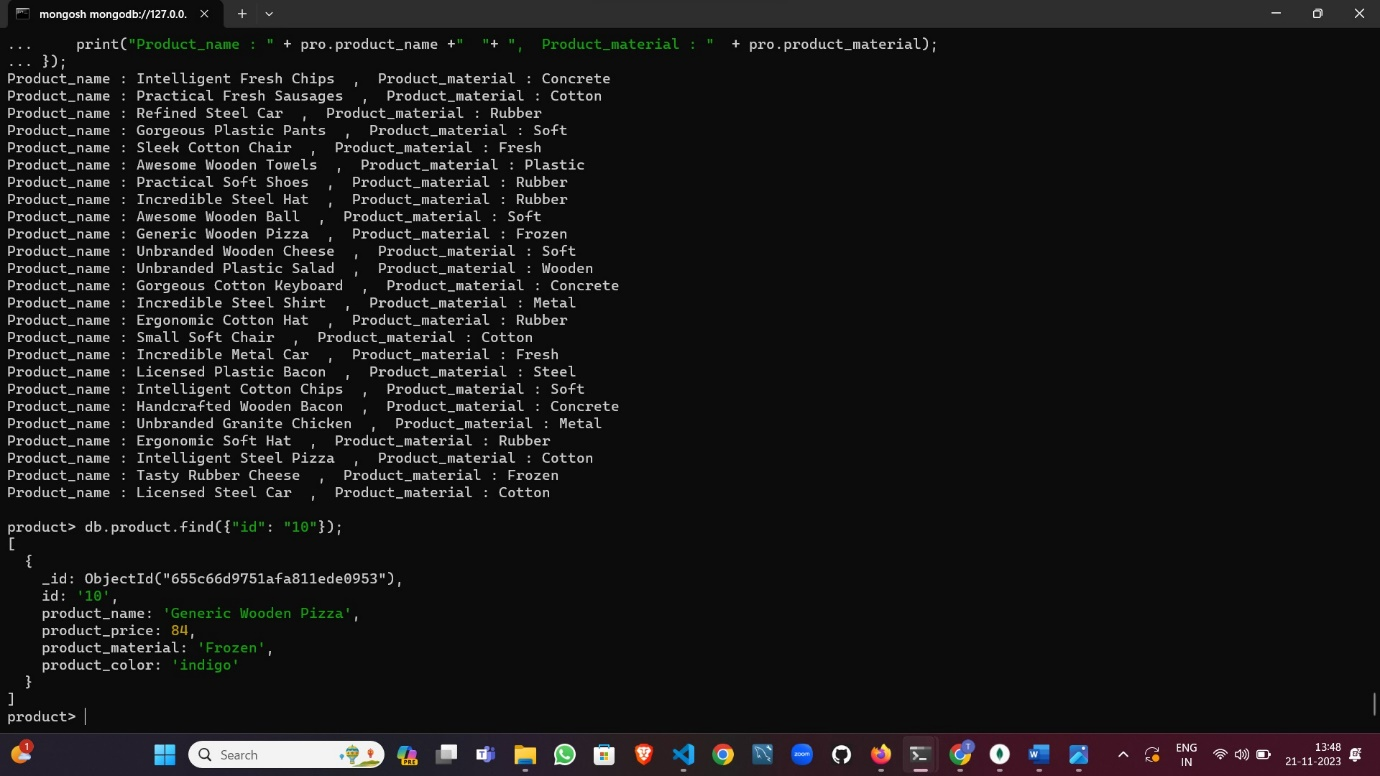 mongosh mongodb://127.0.0.
...     print("Product_name : " + pro.product_name +"  "+ ",  Product_material : "  + pro.product_material);
... });
Product_name : Intelligent Fresh Chips  ,  Product_material : Concrete
Product_name : Practical Fresh Sausages  ,  Product_material : Cotton
Product_name : Refined Steel Car  ,  Product_material : Rubber
Product_name : Gorgeous Plastic Pants  ,  Product_material : Soft
Product_name : Sleek Cotton Chair  ,  Product_material : Fresh
Product_name : Awesome Wooden Towels  ,  Product_material : Plastic
Product_name : Practical Soft Shoes  ,  Product_material : Rubber
Product_name : Incredible Steel Hat  ,  Product_material : Rubber
Product_name : Awesome Wooden Ball  ,  Product_material : Soft
Product_name : Generic Wooden Pizza  ,  Product_material : Frozen
Product_name : Unbranded Wooden Cheese  ,  Product_material : Soft
Product_name : Unbranded Plastic Salad  ,  Product_material : Wooden
Product_name : Gorgeous Cotton Keyboard  ,  Product_material : Concrete
Product_name : Incredible Steel Shirt  ,  Product_material : Metal
Product_name : Ergonomic Cotton Hat  ,  Product_material : Rubber
Product_name : Small Soft Chair  ,  Product_material : Cotton
Product_name : Incredible Metal Car  ,  Product_material : Fresh
Product_name : Licensed Plastic Bacon  ,  Product_material : Steel
Product_name : Intelligent Cotton Chips  ,  Product_material : Soft
Product_name : Handcrafted Wooden Bacon  ,  Product_material : Concrete
Product_name : Unbranded Granite Chicken  ,  Product_material : Metal
Product_name : Ergonomic Soft Hat  ,  Product_material : Rubber
Product_name : Intelligent Steel Pizza  ,  Product_material : Cotton
Product_name : Tasty Rubber Cheese  ,  Product_material : Frozen
Product_name : Licensed Steel Car  ,  Product_material : Cotton
product> db.product.find({"id": "10"});
[
  {
    _id: ObjectId("655c66d9751afa811ede0953"),
    id: '10',
    product_name: 'Generic Wooden Pizza',
    product_price: 84,
    product_material: 'Frozen',
    product_color: 'indigo'
  }
]
product>
1
Search
PRE
zoom
T
ENG
IN
13:48
21-11-2023